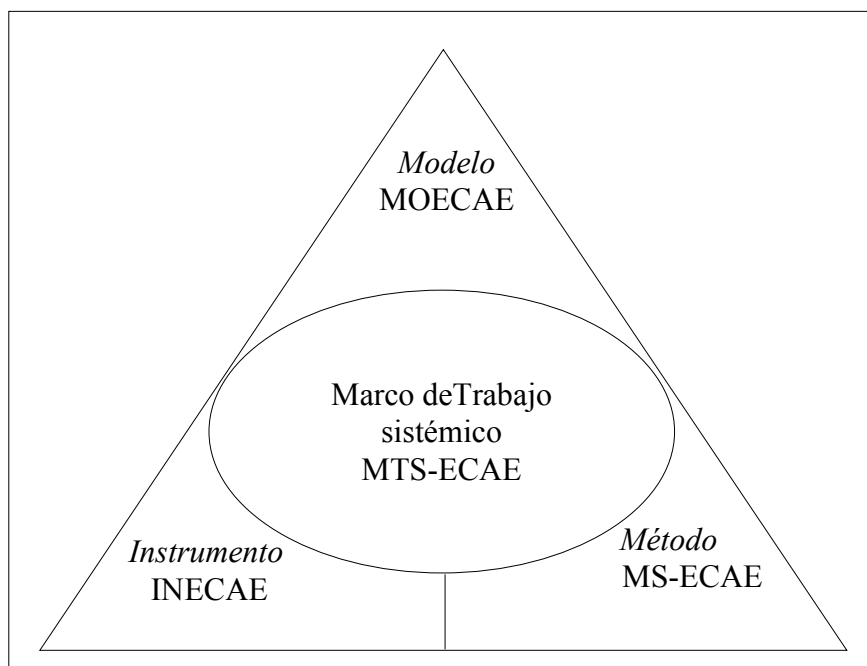 Modelo
MOECAE
Marco deTrabajo
sistémico
MTS-ECAE
Instrumento
INECAE
Método
MS-ECAE